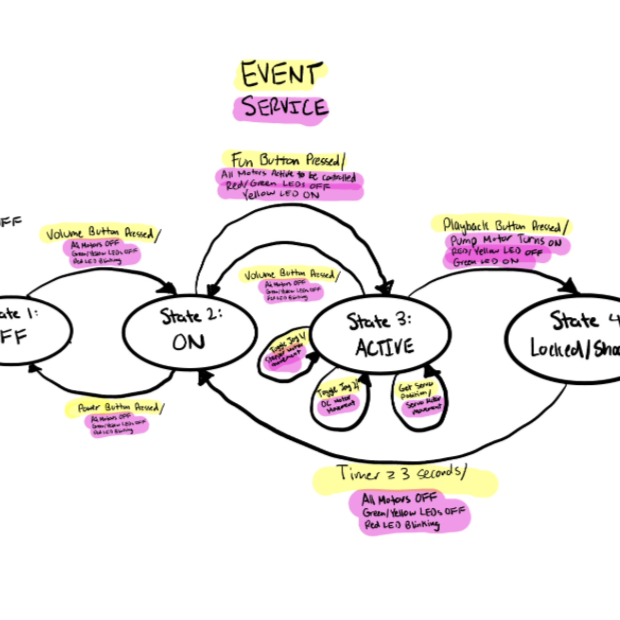 EVENT
SERVICE
Fun Button Pressed/
All Motors Active to be controlled
Red/Green LEDs OFF
Yellow LED ON
FF
Volume Button Pressed/
All Motors OFF
Green/Yellow LEDs OFF
Red LED Blinking
Playback Button Pressed/
Pump Motor Turns ON
RED/Yellow LED OFF
Green LED ON
Volume Button Pressed/
All Motors OFF
Green/Yellow LEDs OFF
Red LED Blinking
ate 1:
FF
State 2:
ON
State 3:
ACTIVE
State 4
Locked/Shoo
Toggle Joy 1/
Stepper Motor
Movement
Toggle Joy 2/
DC Motor
Movement
Get Servo
Position/
Servo Motor
Movement
Power Button Pressed/
All Motors OFF
Green/Yellow LEDs OFF
Red LED Blinking
Timer ≥ 3 seconds/
All Motors OFF
Green/Yellow LEDs OFF
Red LED Blinking